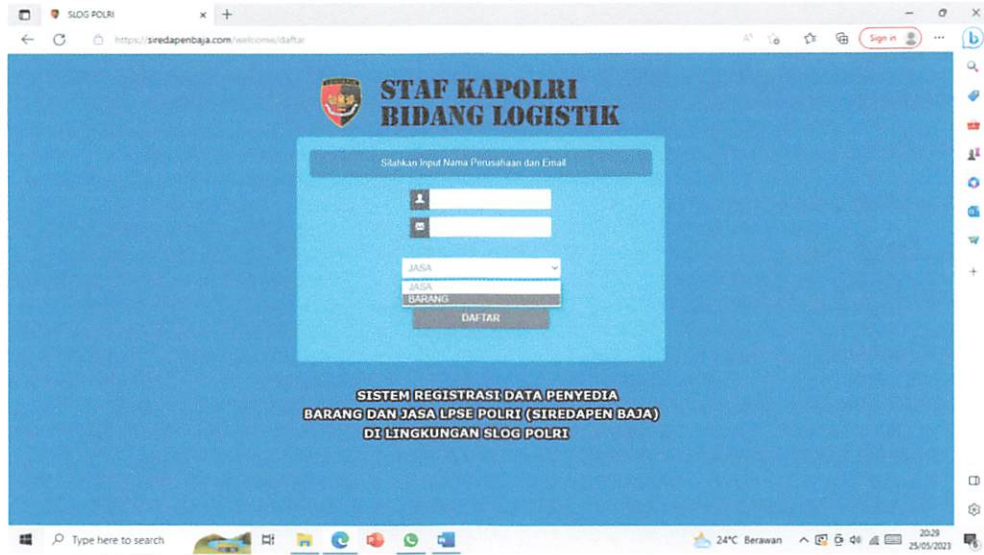 SLOG POLRI
https://siredapenbaja.com/welcome/daftar
Sign in
STAF KAPOLRI
BIDANG LOGISTIK
Silahkan Input Nama Perusahaan dan Email
JASA
JASA
BARANG
DAFTAR
SISTEM REGISTRASI DATA PENYEDIA
BARANG DAN JASA LPSE POLRI (SIREDAPEN BAJA)
DI LINGKUNGAN SLOG POLRI
Type here to search
24°C Berawan
20:29
25/05/2023